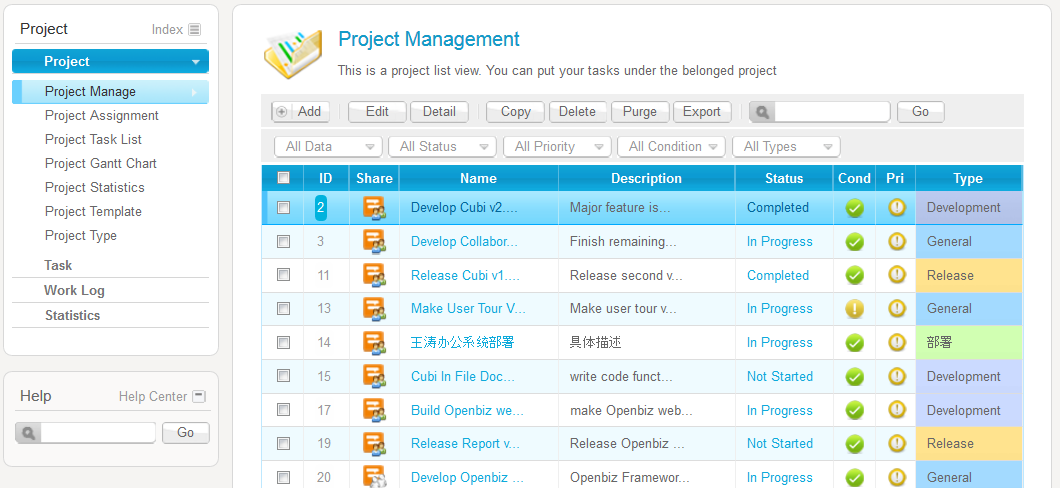 Project Index
Project
Project Manage
Project Assignment
Project Task List
Project Gantt Chart
Project Statistics
Project Template
Project Type
Task
Work Log
Statistics
Help Help Center
Go
Project Management
This is a project list view. You can put your tasks under the belonged project
Add Edit Detail Copy Delete Purge Export Go
All Data All Status All Priority All Condition All Types
ID Share Name Description Status Cond Pri Type
2 Develop Cubi v2.... Major feature is... Completed Development
3 Develop Collabor... Finish remaining... In Progress General
11 Release Cubi v1.... Release second v... Completed Release
13 Make User Tour V... Make user tour v... In Progress General
14 王涛办公系统部署 具体描述 In Progress 部署
15 Cubi In File Doc... write code funct... Not Started Development
17 Build Openbiz we... make Openbiz web... In Progress Development
19 Release Report v... Release Openbiz ... Not Started Release
20 Develop Openbiz ... Openbiz Framewor... In Progress General